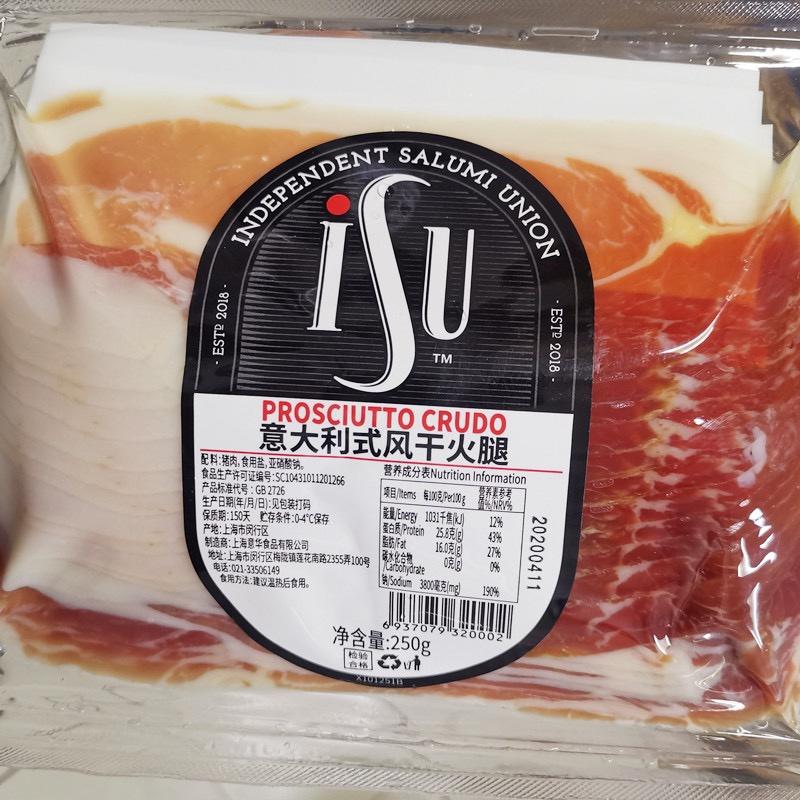 INDEPENDENT SALUMI UNION
iSU
TM
- ESTD 2018 -
- ESTD 2018 -
PROSCIUTTO CRUDO
意大利式风干火腿
配料:猪肉,食用盐,亚硝酸钠。
食品生产许可证编号:SC10431011201266
产品标准代号:GB 2726
生产日期(年/月/日):见包装打码
保质期:150天 贮存条件:0-4℃保存
产地:上海市闵行区
制造商:上海意华食品有限公司
地址:上海市闵行区梅陇镇莲花南路2355弄100号
电话:021-33506149
食用方法:建议温热后食用。
营养成分表Nutrition Information
项目/Items 每100克/Per100 g 营养素参考值%/NRV%
能量/Energy 1031千焦(kJ) 12%
蛋白质/Protein 25.8克(g) 43%
脂肪/Fat 16.0克(g) 27%
碳水化合物/Carbohydrate 0克(g) 0%
钠/Sodium 3800毫克(mg) 190%
20200411
6 937079 320002
净含量:250g
检验
合格
X101251B